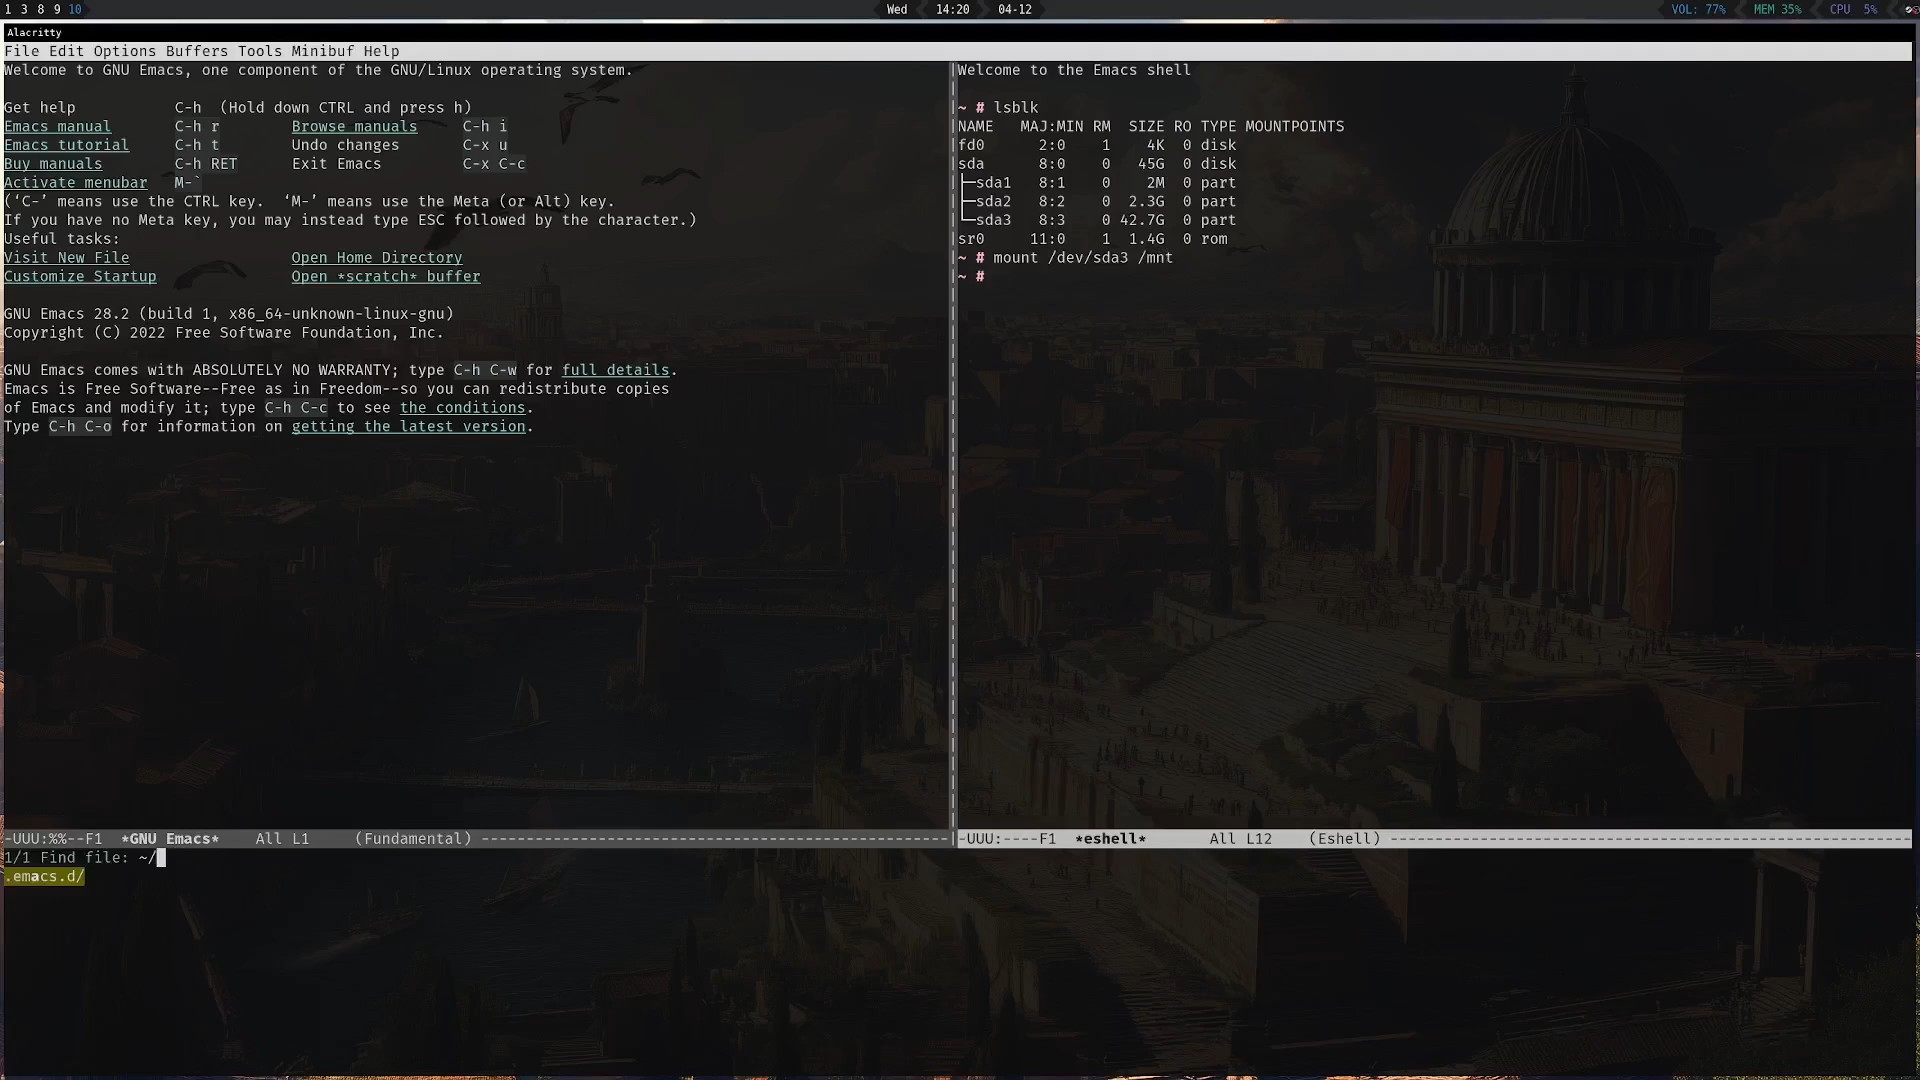 1 3 8 9 10
Wed 14:20 04-12
VOL: 77% MEM 35% CPU 5%
Alacritty
File Edit Options Buffers Tools Minibuf Help
Welcome to GNU Emacs, one component of the GNU/Linux operating system.
Get help C-h (Hold down CTRL and press h)
Emacs manual C-h r Browse manuals C-h i
Emacs tutorial C-h t Undo changes C-x u
Buy manuals C-h RET Exit Emacs C-x C-c
Activate menubar M-`
(‘C-’ means use the CTRL key. ‘M-’ means use the Meta (or Alt) key.
If you have no Meta key, you may instead type ESC followed by the character.)
Useful tasks:
Visit New File Open Home Directory
Customize Startup Open *scratch* buffer
GNU Emacs 28.2 (build 1, x86_64-unknown-linux-gnu)
Copyright (C) 2022 Free Software Foundation, Inc.
GNU Emacs comes with ABSOLUTELY NO WARRANTY; type C-h C-w for full details.
Emacs is Free Software--Free as in Freedom--so you can redistribute copies
of Emacs and modify it; type C-h C-c to see the conditions.
Type C-h C-o for information on getting the latest version.
-UUU:%%--F1 *GNU Emacs* All L1 (Fundamental) ----------------------------------------------------
Welcome to the Emacs shell
~ # lsblk
NAME MAJ:MIN RM SIZE RO TYPE MOUNTPOINTS
fd0 2:0 1 4K 0 disk
sda 8:0 0 45G 0 disk
├─sda1 8:1 0 2M 0 part
├─sda2 8:2 0 2.3G 0 part
└─sda3 8:3 0 42.7G 0 part
sr0 11:0 1 1.4G 0 rom
~ # mount /dev/sda3 /mnt
~ #
-UUU:----F1 *eshell* All L12 (Eshell) ----------------------------------------------------------
1/1 Find file: ~/
.emacs.d/